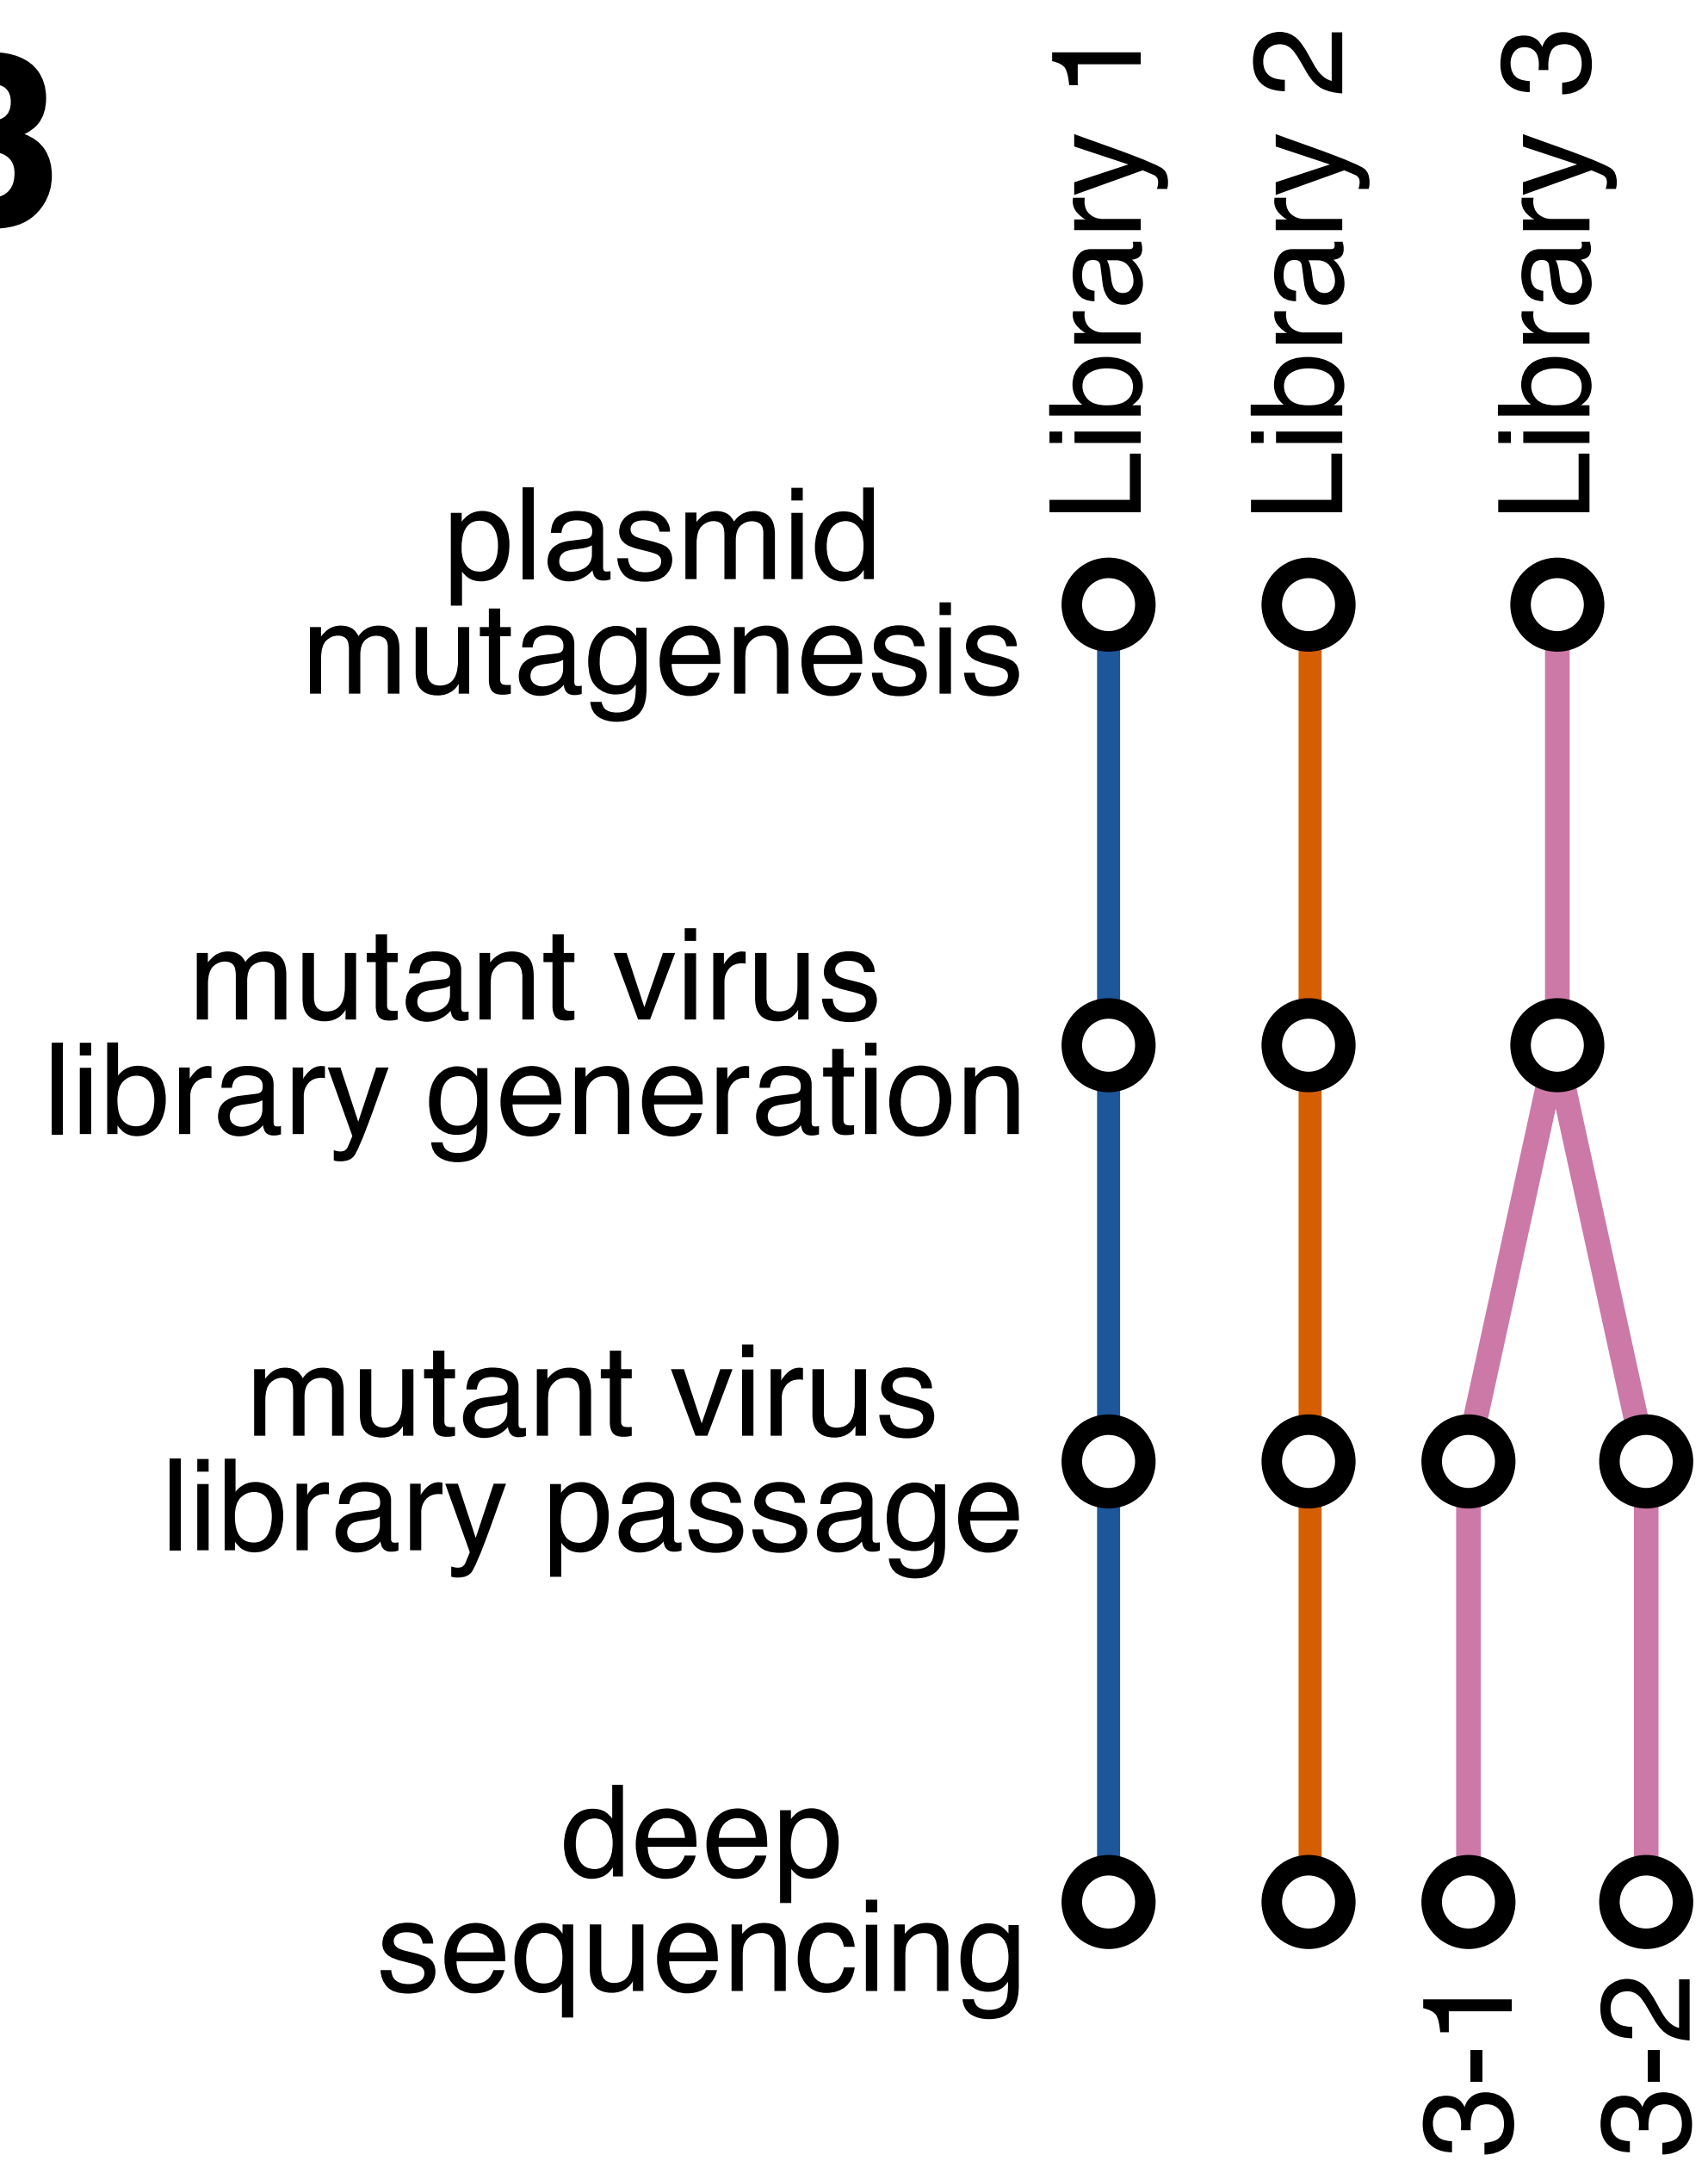 B
Library 1
Library 2
Library 3
plasmid
mutagenesis
mutant virus
library generation
mutant virus
library passage
deep
sequencing
3-1
3-2